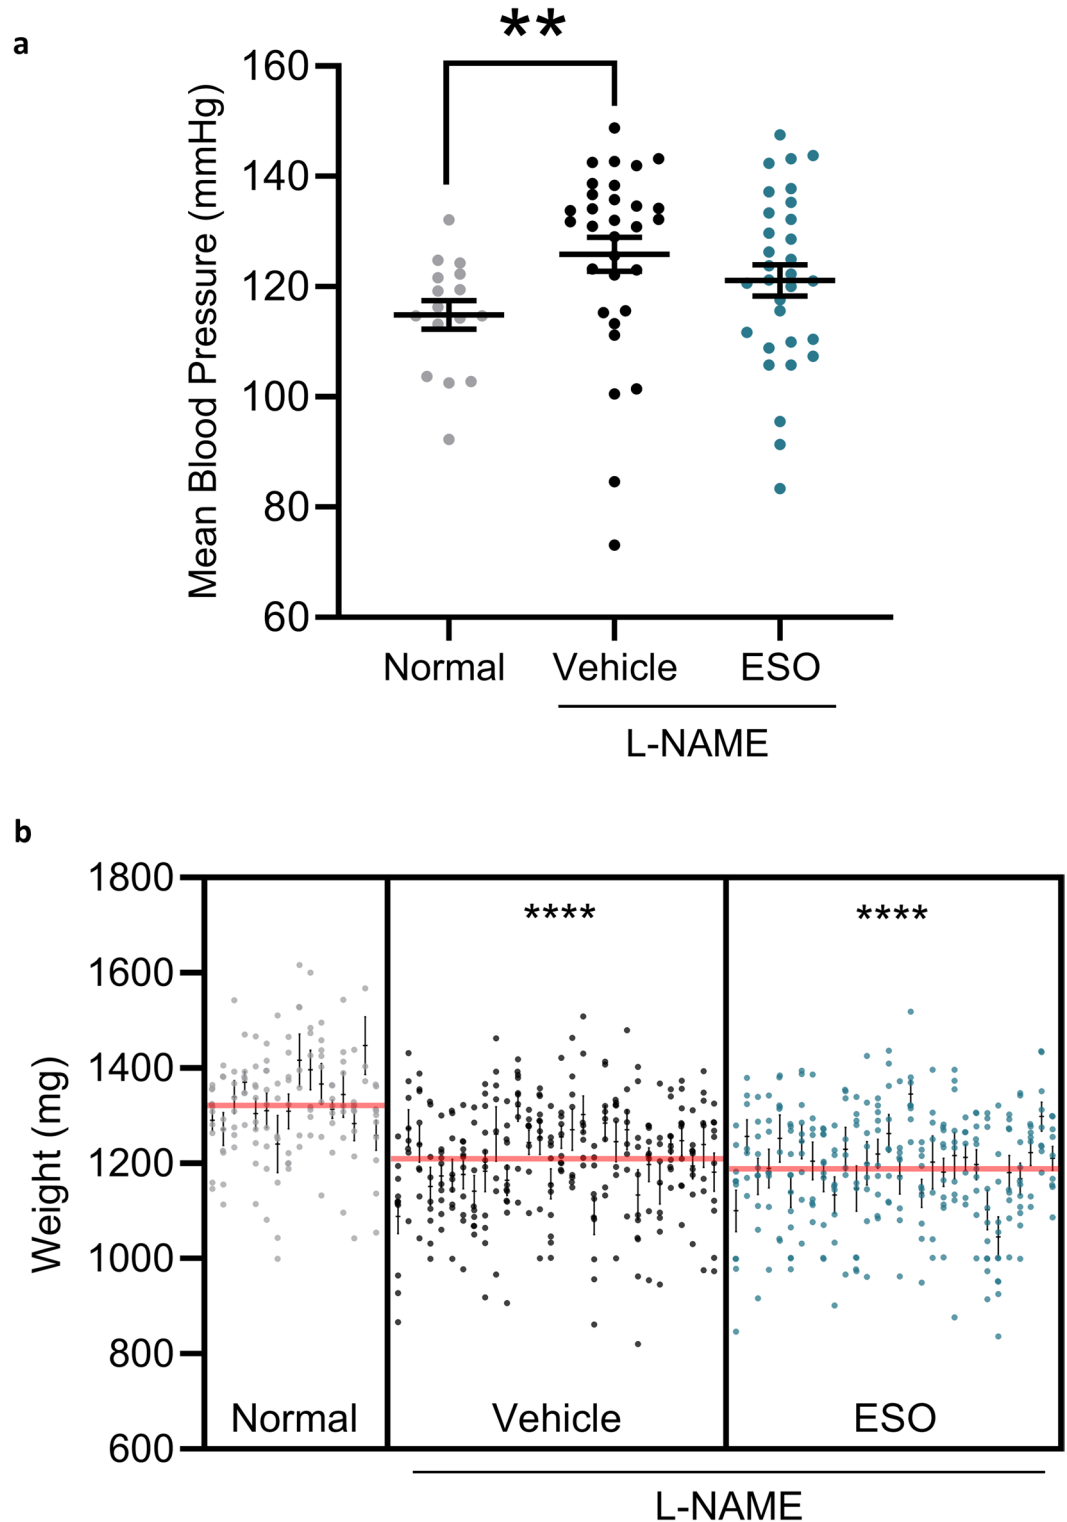 a
**
160
140
120
100
80
60
Mean Blood Pressure (mmHg)
Normal Vehicle ESO
L-NAME
b
1800
1600
1400
1200
1000
800
600
Weight (mg)
**** ****
Normal Vehicle ESO
L-NAME